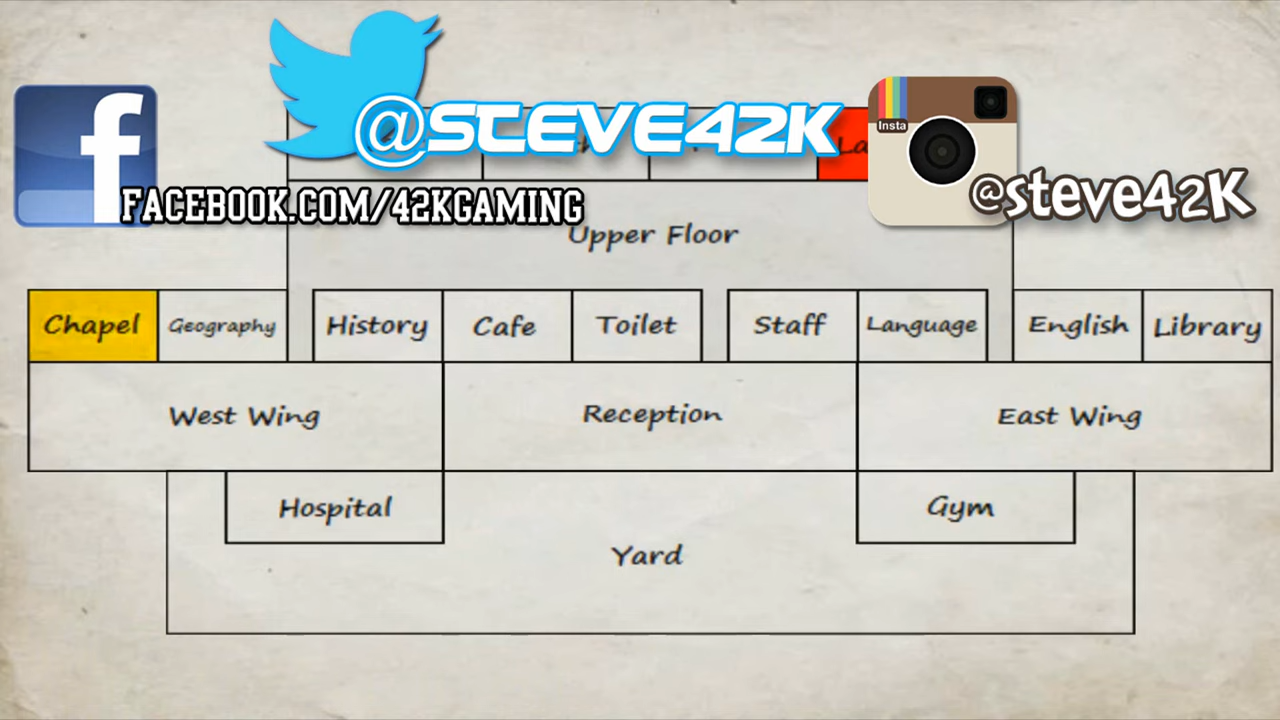 @STEVE42K
Insta
@steve42K
FACEBOOK.COM/42KGAMING
Upper Floor
Chapel Geography History Cafe Toilet Staff Language English Library
West Wing Reception East Wing
Hospital Gym
Yard